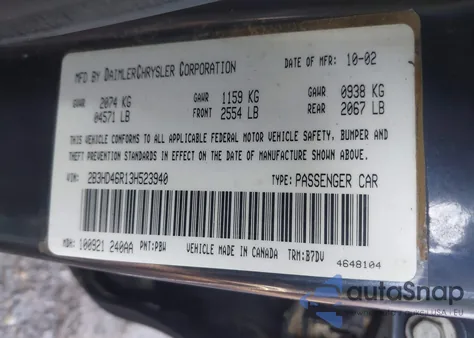 MFD BY DAIMLERCHRYSLER CORPORATION DATE OF MFR: 10-02
GVWR 2074 KG GAWR 1159 KG GAWR 0938 KG
04571 LB FRONT 2554 LB REAR 2067 LB
THIS VEHICLE CONFORMS TO ALL APPLICABLE FEDERAL MOTOR VEHICLE SAFETY, BUMPER AND
THEFT PREVENTION STANDARDS IN EFFECT ON THE DATE OF MANUFACTURE SHOWN ABOVE.
VIN: 2B3HD46R13H523940 TYPE: PASSENGER CAR
MDH: 100921 240AA PNT: PBW VEHICLE MADE IN CANADA TRM: B7DV
4648104
autoSnap